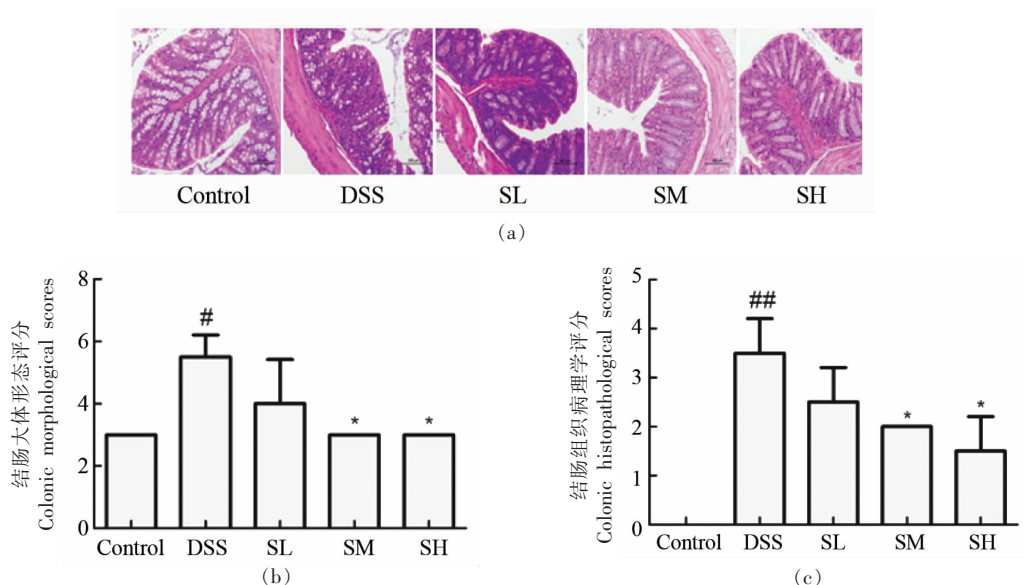 Control DSS SL SM SH
(a)
结肠大体形态评分
Colonic morphological scores
8
6
4
2
0
#
*
*
Control DSS SL SM SH
(b)
结肠组织病理学评分
Colonic histopathological scores
5
4
3
2
1
0
##
*
*
Control DSS SL SM SH
(c)